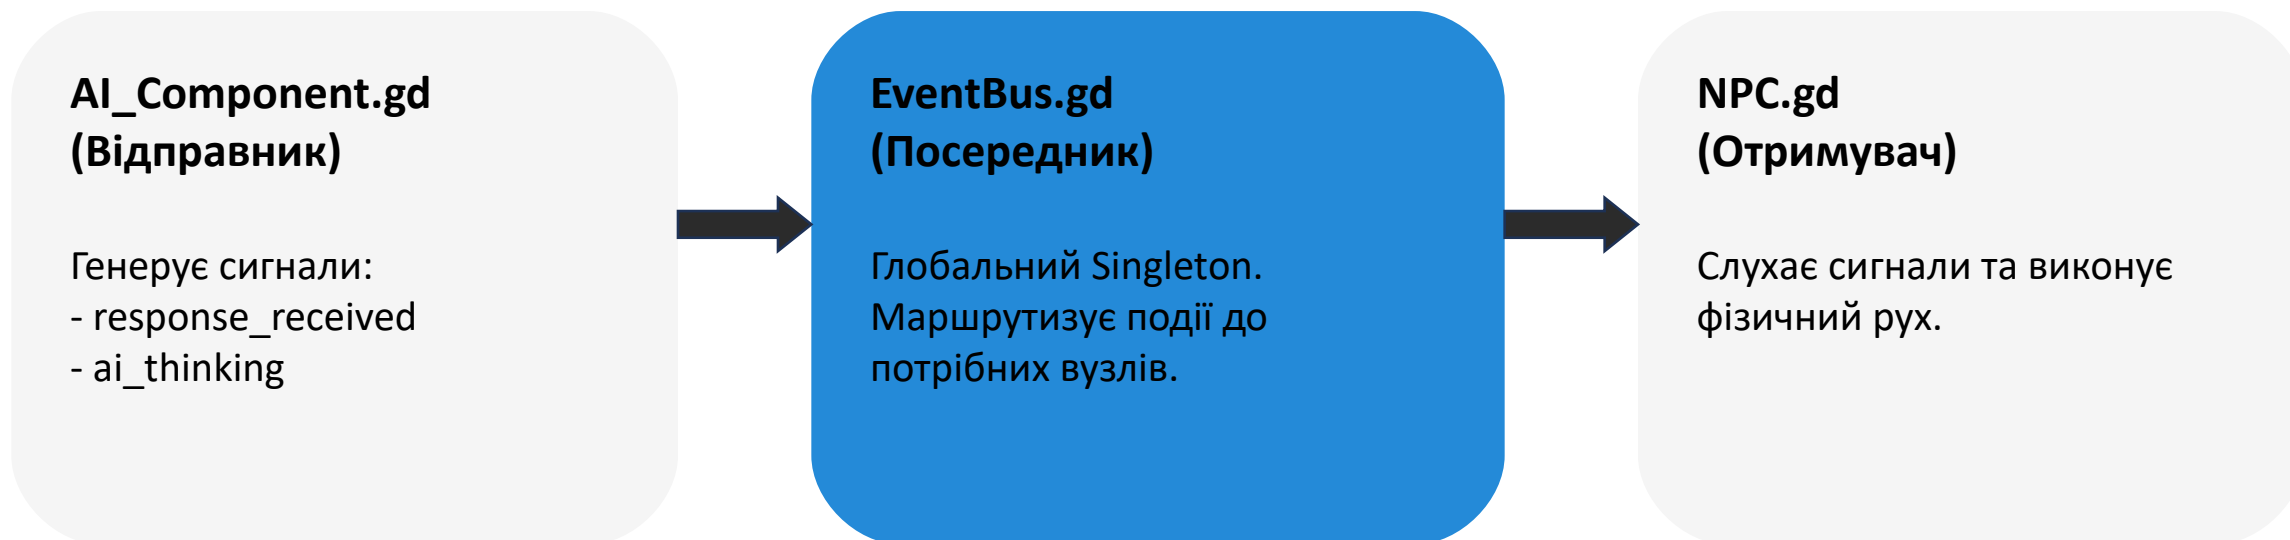 AI_Component.gd
(Відправник)
Генерує сигнали:
- response_received
- ai_thinking
EventBus.gd
(Посередник)
Глобальний Singleton.
Маршрутизує події до
потрібних вузлів.
NPC.gd
(Отримувач)
Слухає сигнали та виконує
фізичний рух.